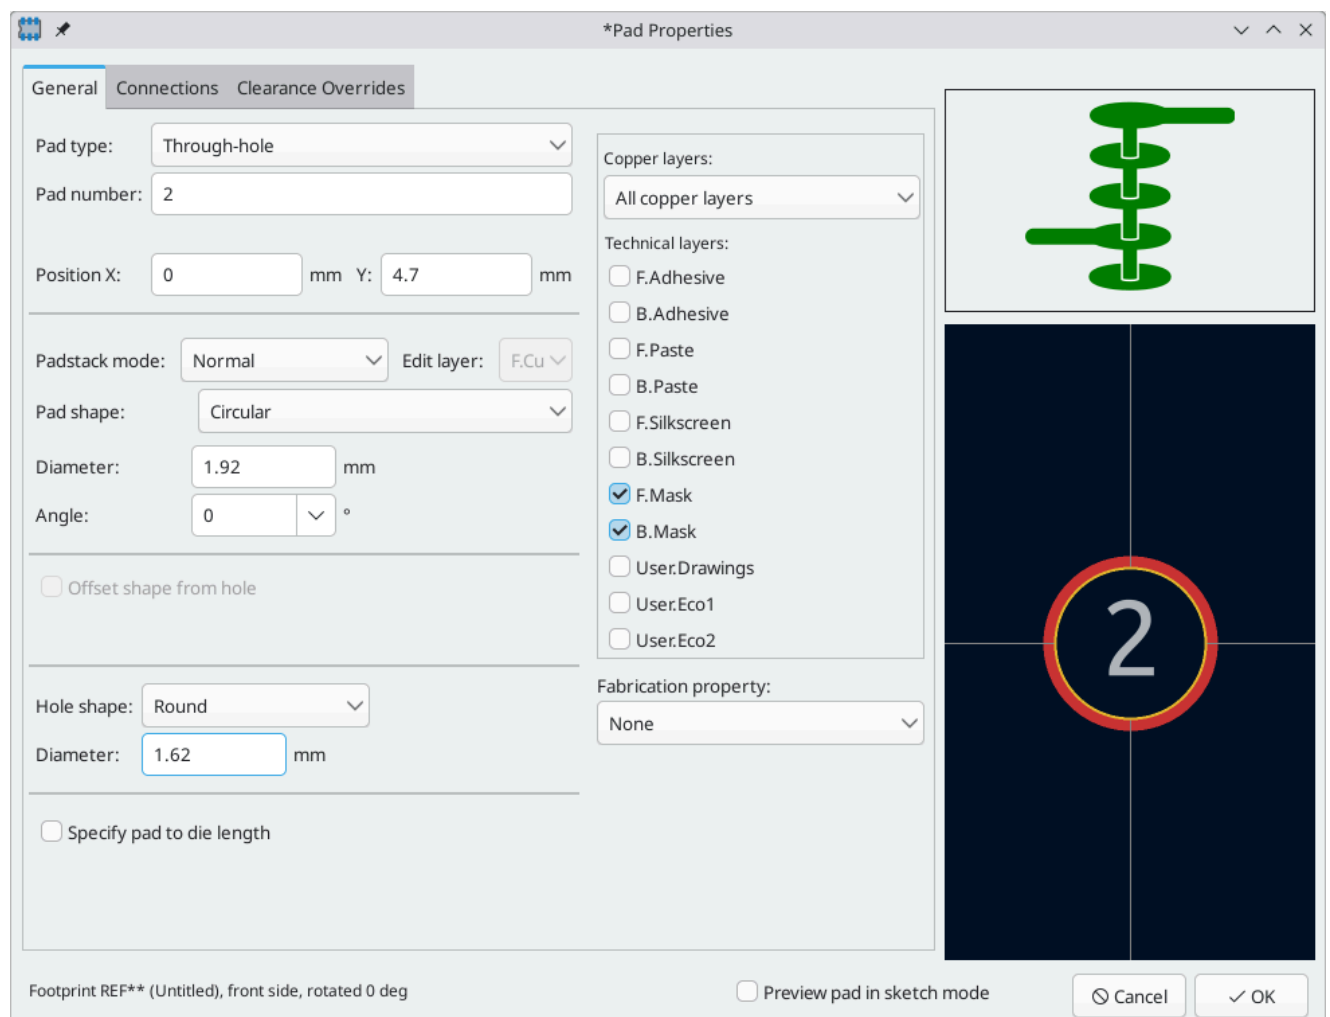 *Pad Properties
General Connections Clearance Overrides
Pad type: Through-hole
Pad number: 2
Position X: 0 mm Y: 4.7 mm
Padstack mode: Normal Edit layer: F.Cu
Pad shape: Circular
Diameter: 1.92 mm
Angle: 0 °
Offset shape from hole
Hole shape: Round
Diameter: 1.62 mm
Specify pad to die length
Copper layers:
All copper layers
Technical layers:
F.Adhesive
B.Adhesive
F.Paste
B.Paste
F.Silkscreen
B.Silkscreen
F.Mask
B.Mask
User.Drawings
User.Eco1
User.Eco2
Fabrication property:
None
2
Footprint REF** (Untitled), front side, rotated 0 deg
Preview pad in sketch mode
Cancel
OK